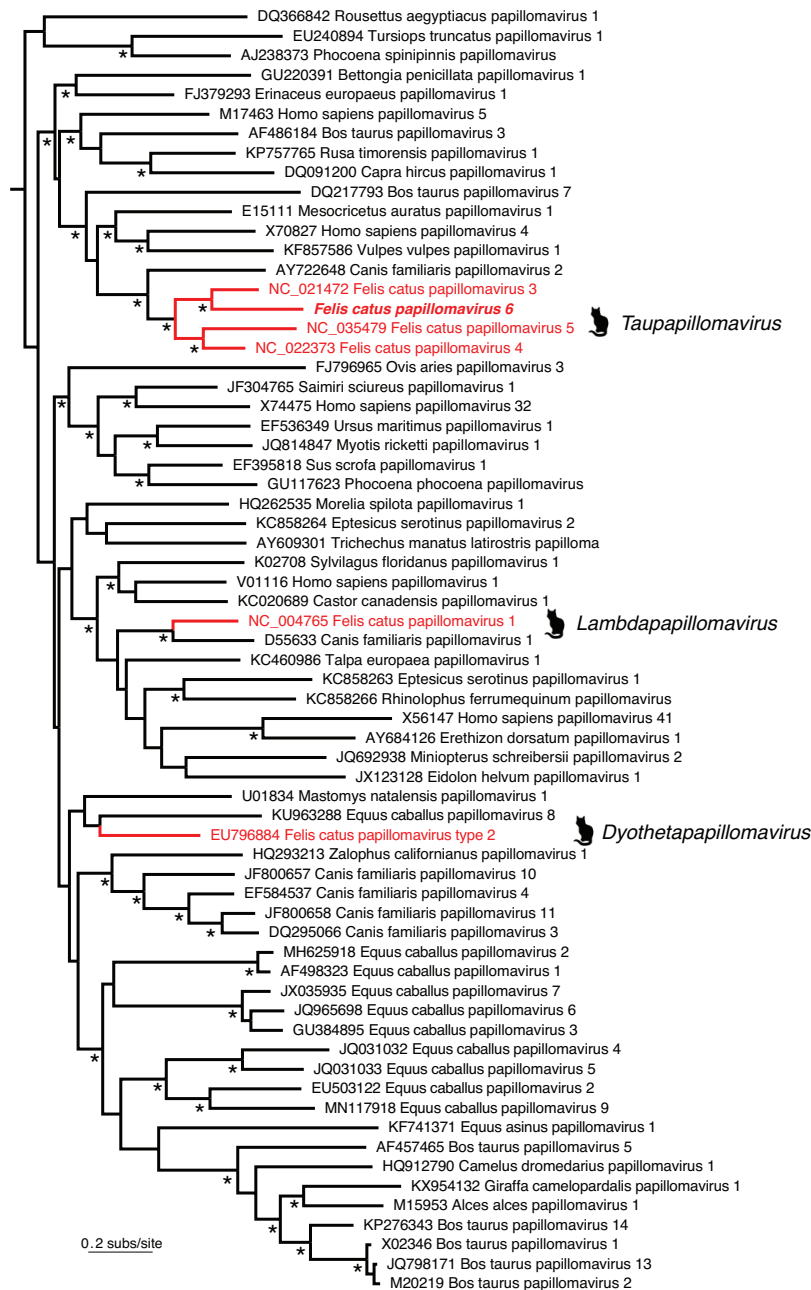 DQ366842 Rousettus aegyptiacus papillomavirus 1
EU240894 Tursiops truncatus papillomavirus 1
AJ238373 Phocoena spinipinnis papillomavirus
GU220391 Bettongia penicillata papillomavirus 1
FJ379293 Erinaceus europaeus papillomavirus 1
M17463 Homo sapiens papillomavirus 5
AF486184 Bos taurus papillomavirus 3
KP757765 Rusa timorensis papillomavirus 1
DQ091200 Capra hircus papillomavirus 1
DQ217793 Bos taurus papillomavirus 7
E15111 Mesocricetus auratus papillomavirus 1
X70827 Homo sapiens papillomavirus 4
KF857586 Vulpes vulpes papillomavirus 1
AY722648 Canis familiaris papillomavirus 2
NC_021472 Felis catus papillomavirus 3
Felis catus papillomavirus 6
NC_035479 Felis catus papillomavirus 5
Taupapillomavirus
NC_022373 Felis catus papillomavirus 4
FJ796965 Ovis aries papillomavirus 3
JF304765 Saimiri sciureus papillomavirus 1
X74475 Homo sapiens papillomavirus 32
EF536349 Ursus maritimus papillomavirus 1
JQ814847 Myotis ricketti papillomavirus 1
EF395818 Sus scrofa papillomavirus 1
GU117623 Phocoena phocoena papillomavirus
HQ262535 Morelia spilota papillomavirus 1
KC858264 Eptesicus serotinus papillomavirus 2
AY609301 Trichechus manatus latirostris papilloma
K02708 Sylvilagus floridanus papillomavirus 1
V01116 Homo sapiens papillomavirus 1
KC020689 Castor canadensis papillomavirus 1
NC_004765 Felis catus papillomavirus 1
Lambdapapillomavirus
D55633 Canis familiaris papillomavirus 1
KC460986 Talpa europaea papillomavirus 1
KC858263 Eptesicus serotinus papillomavirus 1
KC858266 Rhinolophus ferrumequinum papillomavirus
X56147 Homo sapiens papillomavirus 41
AY684126 Erethizon dorsatum papillomavirus 1
JQ692938 Miniopterus schreibersii papillomavirus 2
JX123128 Eidolon helvum papillomavirus 1
U01834 Mastomys natalensis papillomavirus 1
KU963288 Equus caballus papillomavirus 8
EU796884 Felis catus papillomavirus type 2
Dyothetapapillomavirus
HQ293213 Zalophus californianus papillomavirus 1
JF800657 Canis familiaris papillomavirus 10
EF584537 Canis familiaris papillomavirus 4
JF800658 Canis familiaris papillomavirus 11
DQ295066 Canis familiaris papillomavirus 3
MH625918 Equus caballus papillomavirus 2
AF498323 Equus caballus papillomavirus 1
JX035935 Equus caballus papillomavirus 7
JQ965698 Equus caballus papillomavirus 6
GU384895 Equus caballus papillomavirus 3
JQ031032 Equus caballus papillomavirus 4
JQ031033 Equus caballus papillomavirus 5
EU503122 Equus caballus papillomavirus 2
MN117918 Equus caballus papillomavirus 9
KF741371 Equus asinus papillomavirus 1
AF457465 Bos taurus papillomavirus 5
HQ912790 Camelus dromedarius papillomavirus 1
KX954132 Giraffa camelopardalis papillomavirus 1
M15953 Alces alces papillomavirus 1
KP276343 Bos taurus papillomavirus 14
X02346 Bos taurus papillomavirus 1
0.2 subs/site
JQ798171 Bos taurus papillomavirus 13
M20219 Bos taurus papillomavirus 2